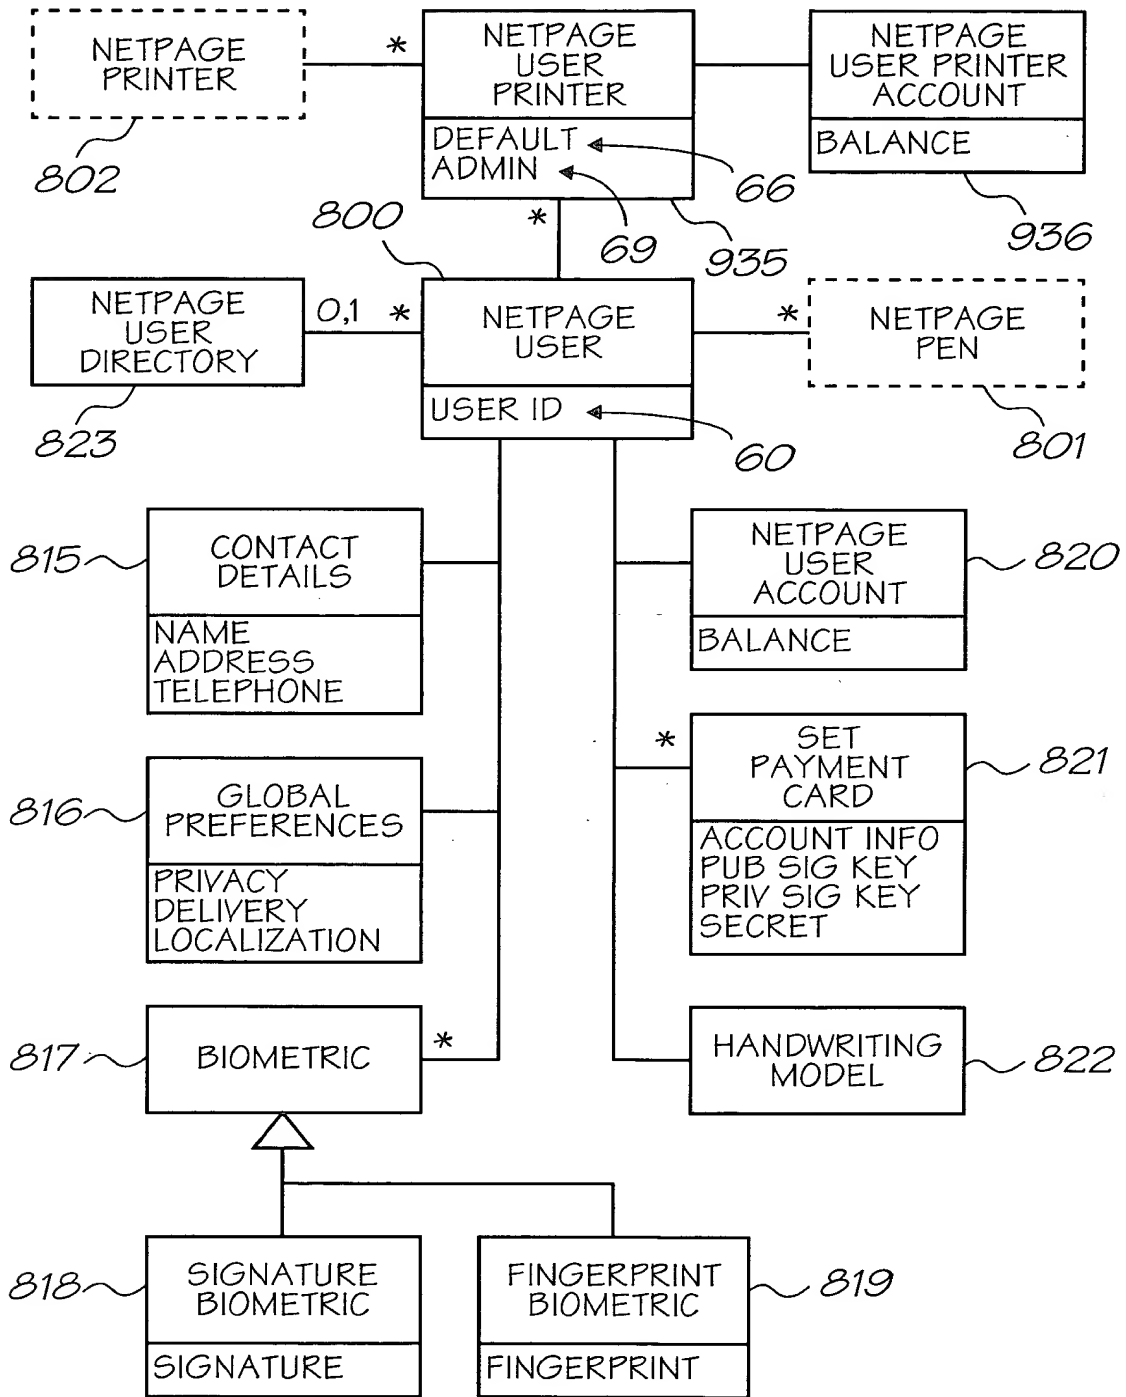 NETPAGE
PRINTER
802
*
NETPAGE
USER
PRINTER
DEFAULT
ADMIN
66
69
935
NETPAGE
USER PRINTER
ACCOUNT
BALANCE
936
*
800
NETPAGE
USER
DIRECTORY
823
0,1
*
NETPAGE
USER
USER ID
60
*
NETPAGE
PEN
801
815
CONTACT
DETAILS
NAME
ADDRESS
TELEPHONE
NETPAGE
USER
ACCOUNT
BALANCE
820
816
GLOBAL
PREFERENCES
PRIVACY
DELIVERY
LOCALIZATION
*
SET
PAYMENT
CARD
ACCOUNT INFO
PUB SIG KEY
PRIV SIG KEY
SECRET
821
817
BIOMETRIC
*
HANDWRITING
MODEL
822
818
SIGNATURE
BIOMETRIC
SIGNATURE
FINGERPRINT
BIOMETRIC
FINGERPRINT
819